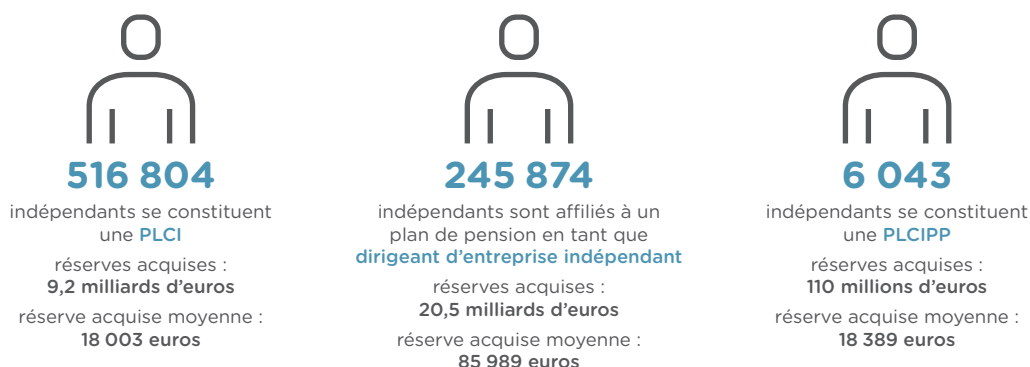 516 804
indépendants se constituent
une PLCI
réserves acquises :
9,2 milliards d’euros
réserve acquise moyenne :
18 003 euros
245 874
indépendants sont affiliés à un
plan de pension en tant que
dirigeant d’entreprise indépendant
réserves acquises :
20,5 milliards d’euros
réserve acquise moyenne :
85 989 euros
6 043
indépendants se constituent
une PLCIPP
réserves acquises :
110 millions d’euros
réserve acquise moyenne :
18 389 euros